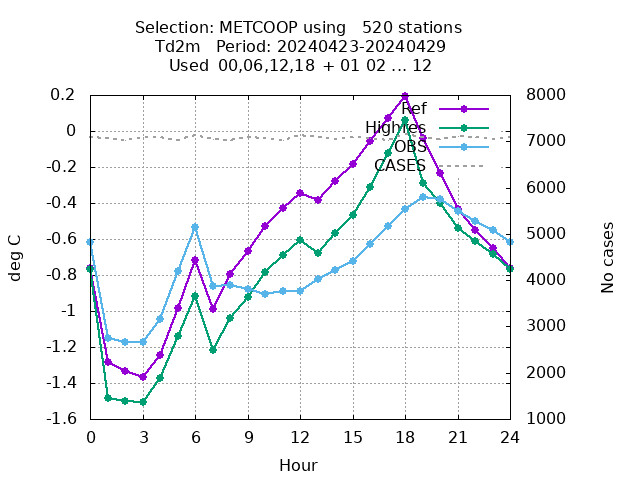 Selection: METCOOP using   520 stations
Td2m   Period: 20240423-20240429
Used  00,06,12,18  + 01 02 ... 12
0.2
0
-0.2
-0.4
-0.6
-0.8
-1
-1.2
-1.4
-1.6
deg C
8000
7000
6000
5000
4000
3000
2000
1000
No cases
Ref
Highres
OBS
CASES
0 3 6 9 12 15 18 21 24
Hour